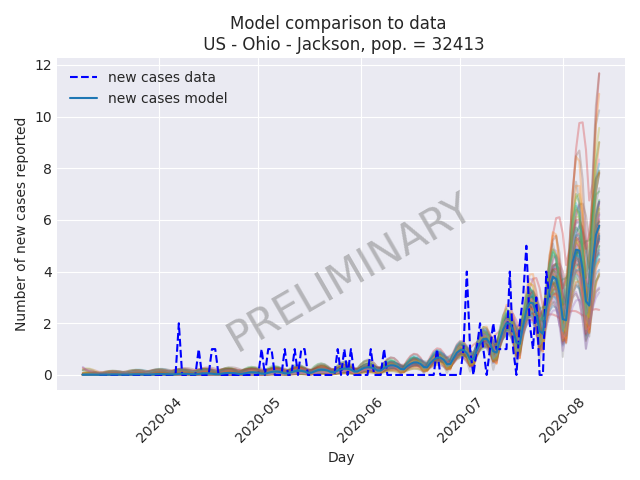 Model comparison to data
US - Ohio - Jackson, pop. = 32413
new cases data
new cases model
PRELIMINARY
Number of new cases reported
12
10
8
6
4
2
0
2020-04
2020-05
2020-06
2020-07
2020-08
Day